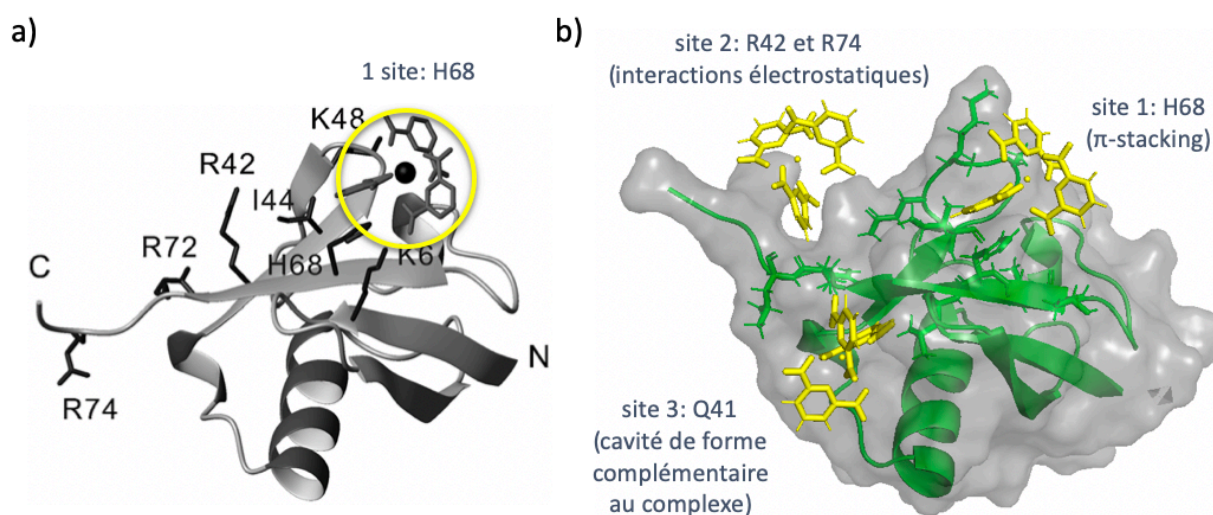 a)
1 site: H68
K48
R42
I44
R72
H68
K6
C
N
R74
b)
site 2: R42 et R74
(interactions électrostatiques)
site 1: H68
(π-stacking)
site 3: Q41
(cavité de forme
complémentaire
au complexe)